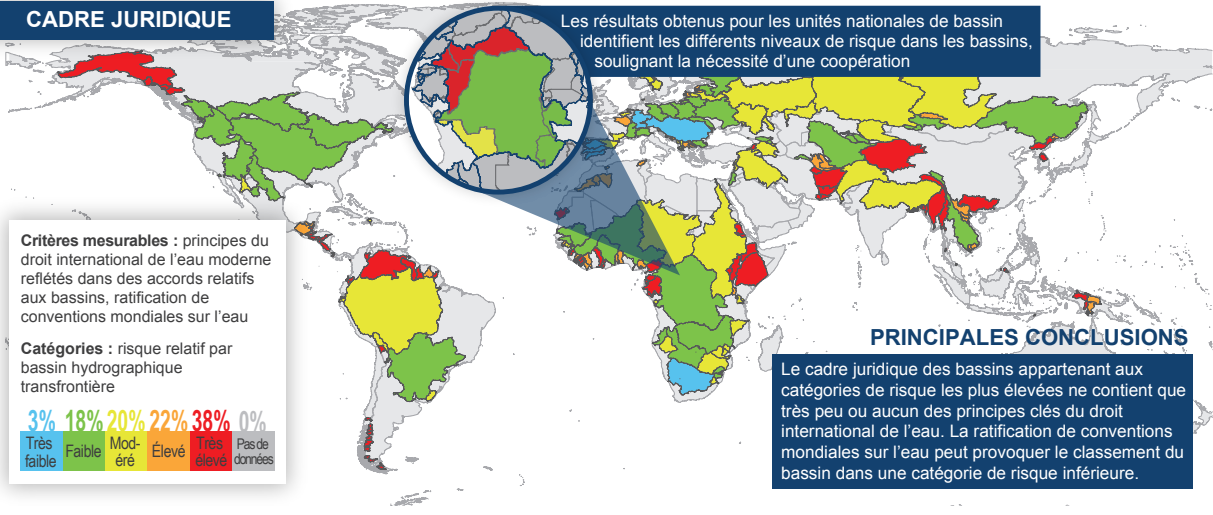 CADRE JURIDIQUE
Les résultats obtenus pour les unités nationales de bassin
identifient les différents niveaux de risque dans les bassins,
soulignant la nécessité d'une coopération
Critères mesurables : principes du
droit international de l'eau moderne
reflétés dans des accords relatifs
aux bassins, ratification de
conventions mondiales sur l'eau
Catégories : risque relatif par
bassin hydrographique
transfrontière
3% 18% 20% 22% 38% 0%
Très faible Faible Mod-éré Élevé Très élevé Pas de données
PRINCIPALES CONCLUSIONS
Le cadre juridique des bassins appartenant aux
catégories de risque les plus élevées ne contient que
très peu ou aucun des principes clés du droit
international de l'eau. La ratification de conventions
mondiales sur l'eau peut provoquer le classement du
bassin dans une catégorie de risque inférieure.